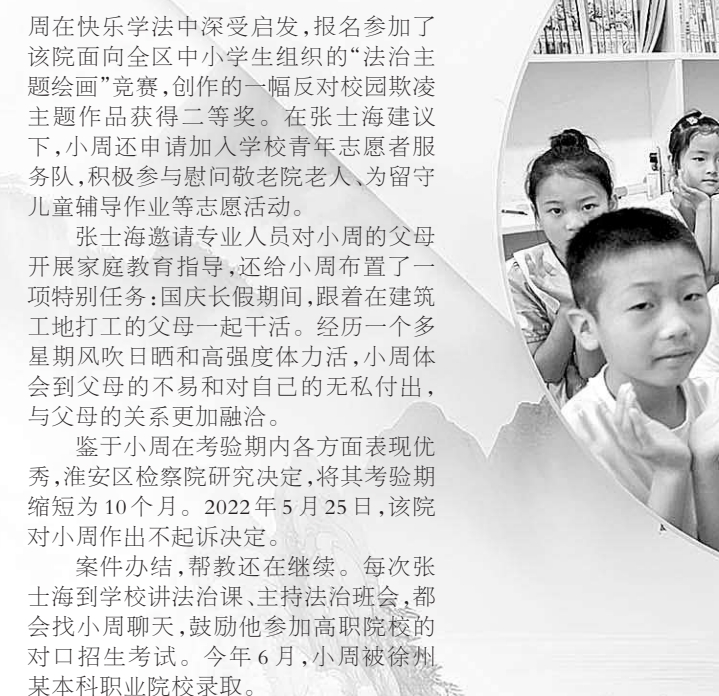 周在快乐学法中深受启发,报名参加了
该院面向全区中小学生组织的“法治主
题绘画”竞赛,创作的一幅反对校园欺凌
主题作品获得二等奖。在张士海建议
下,小周还申请加入学校青年志愿者服
务队,积极参与慰问敬老院老人、为留守
儿童辅导作业等志愿活动。
张士海邀请专业人员对小周的父母
开展家庭教育指导,还给小周布置了一
项特别任务:国庆长假期间,跟着在建筑
工地打工的父母一起干活。经历一个多
星期风吹日晒和高强度体力活,小周体
会到父母的不易和对自己的无私付出,
与父母的关系更加融洽。
鉴于小周在考验期内各方面表现优
秀,淮安区检察院研究决定,将其考验期
缩短为10个月。2022年5月25日,该院
对小周作出不起诉决定。
案件办结,帮教还在继续。每次张
士海到学校讲法治课、主持法治班会,都
会找小周聊天,鼓励他参加高职院校的
对口招生考试。今年6月,小周被徐州
某本科职业院校录取。